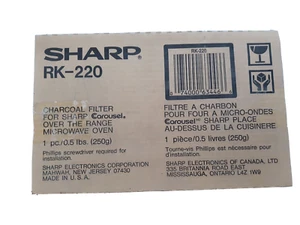 SHARP
RK-220
CHARCOAL FILTER
FOR SHARP Carousel
OVER THE RANGE
MICROWAVE OVEN
1 pc/0.5 lbs. (250g)
Phillips screwdriver required for
installation.
SHARP ELECTRONICS CORPORATION
MAHWAH, NEW JERSEY 07430
MADE IN U.S.A.
RK-220
74000 63446
FILTRE A CHARBON
POUR FOUR A MICRO-ONDES
Carousel SHARP PLACE
AU-DESSUS DE LA CUISINERE
1 pièce/0.5 livres (250g)
Tourne-vis Phillips est nécessaire pour
d'installation.
SHARP ELECTRONICS OF CANADA, LTD
335 BRITANNIA ROAD EAST
MISSISSAUGA, ONTARIO L4Z 1W9